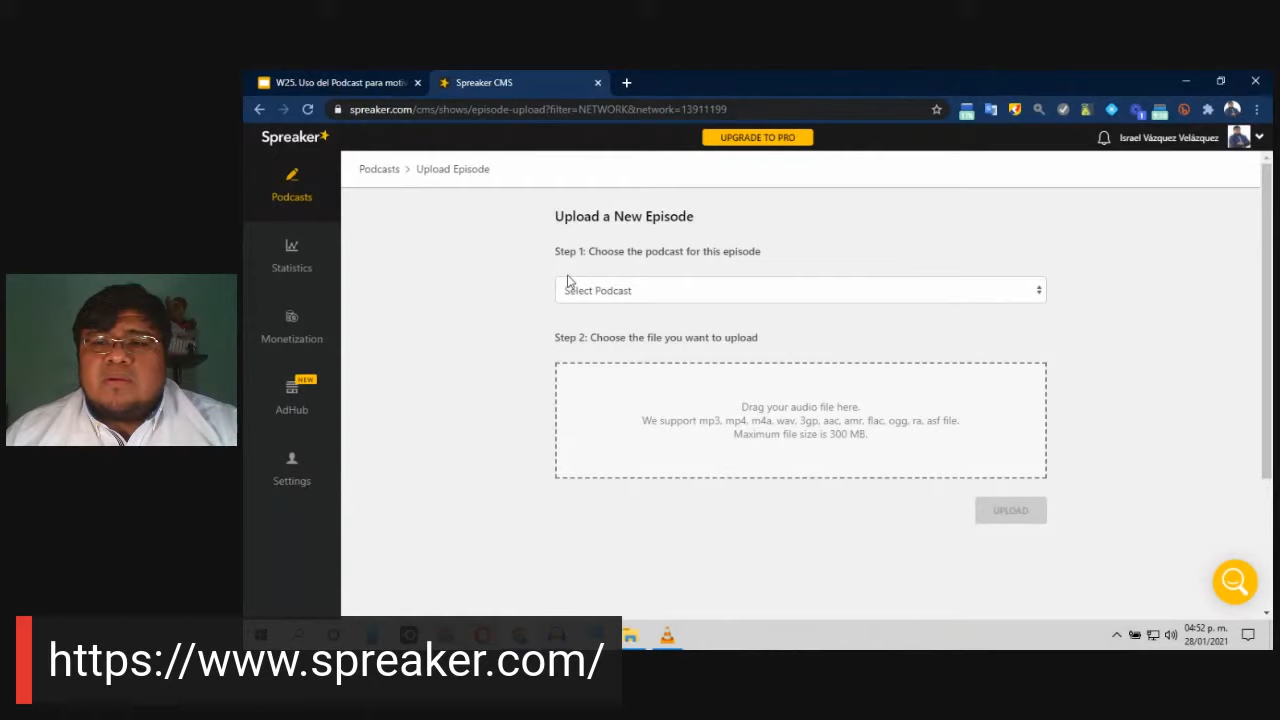 W25. Uso del Podcast para motiv
Spreaker CMS
spreaker.com/cms/shows/episode-upload?filter=NETWORK&network=13911199
Spreaker
UPGRADE TO PRO
Israel Vázquez Velázquez
Podcasts
Statistics
Monetization
NEW
AdHub
Settings
Podcasts > Upload Episode
Upload a New Episode
Step 1: Choose the podcast for this episode
Select Podcast
Step 2: Choose the file you want to upload
Drag your audio file here.
We support mp3, mp4, m4a, wav, 3gp, aac, amr, flac, ogg, ra, asf file.
Maximum file size is 300 MB.
UPLOAD
04:52 p. m.
28/01/2021
https://www.spreaker.com/